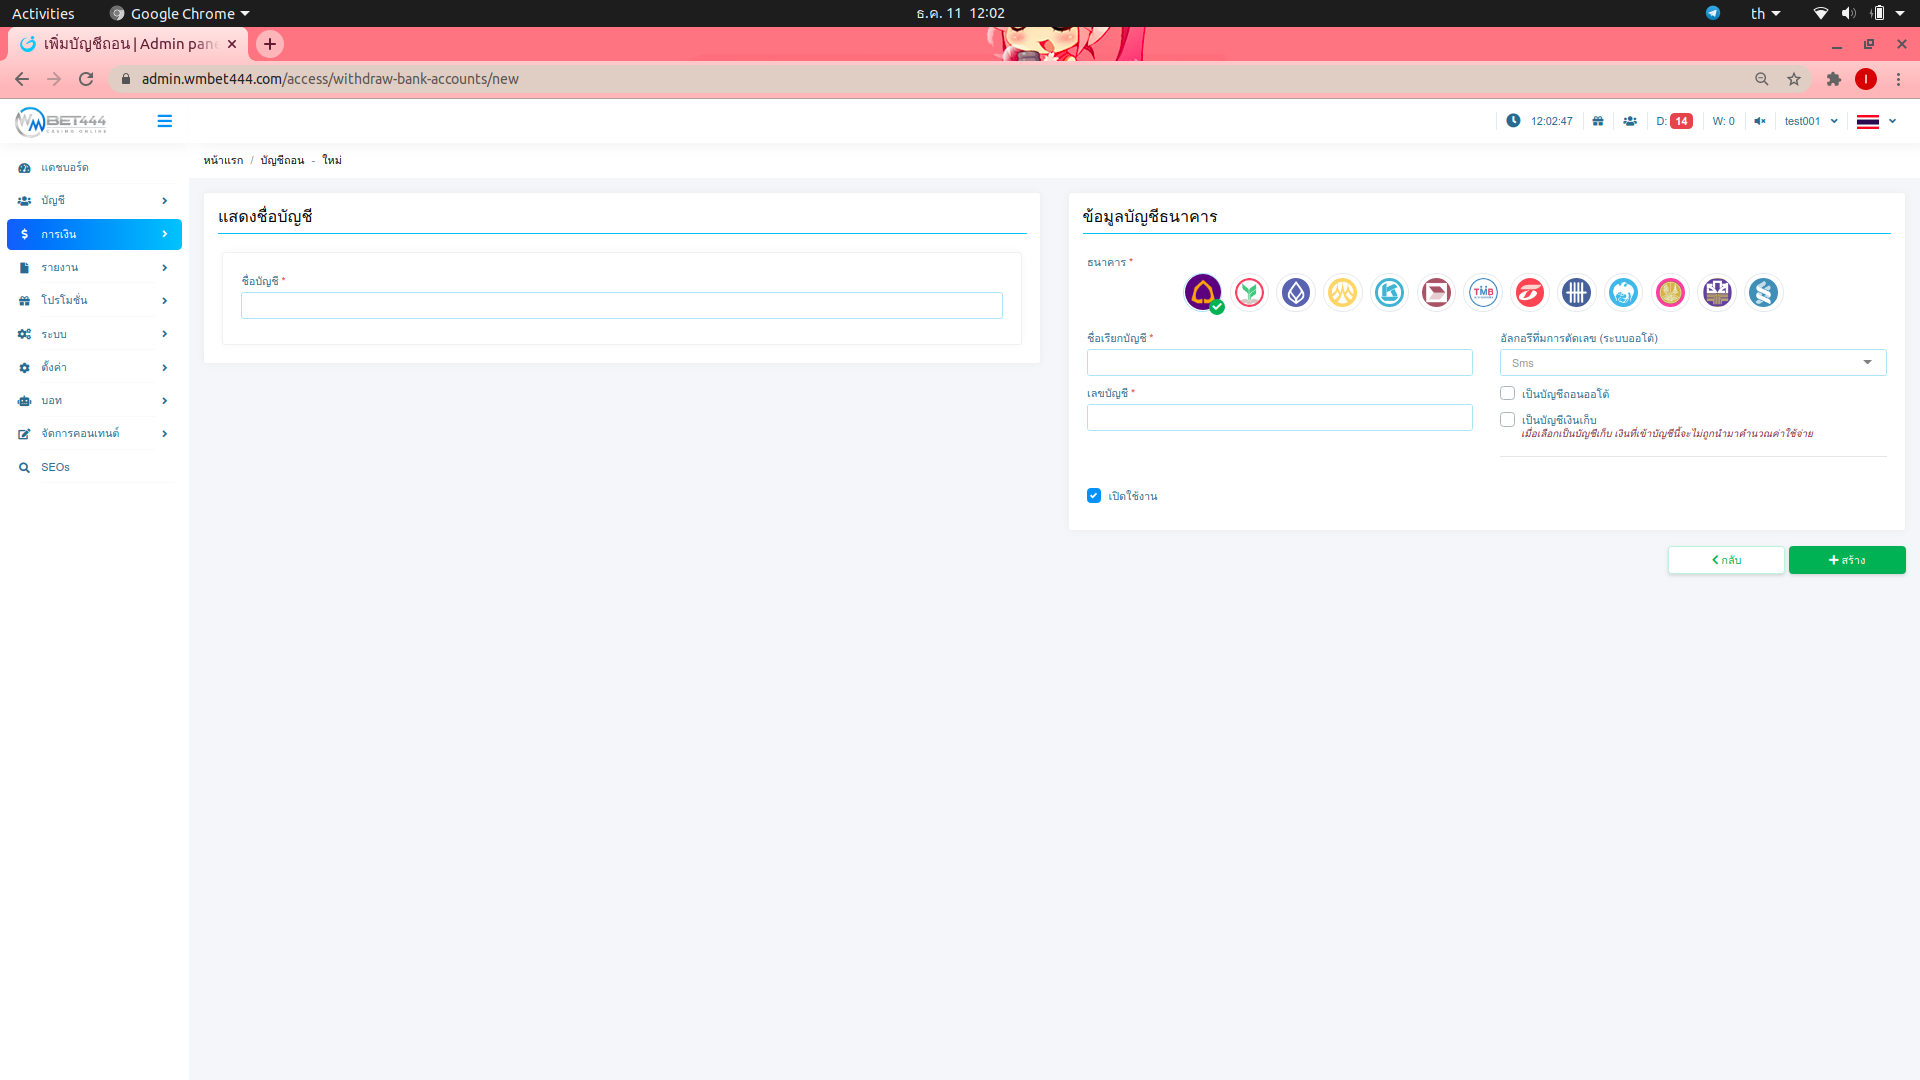 Activities
Google Chrome
ธ.ค. 11 12:02
th
เพิ่มบัญชีถอน | Admin pan
admin.wmbet444.com/access/withdraw-bank-accounts/new
I
WMBET444
CASINO ONLINE
12:02:47
D: 14
W: 0
test001
แดชบอร์ด
บัญชี
การเงิน
รายงาน
โปรโมชั่น
ระบบ
ตั้งค่า
บอท
จัดการคอนเทนต์
SEOs
หน้าแรก / บัญชีถอน - ใหม่
แสดงชื่อบัญชี
ชื่อบัญชี *
ข้อมูลบัญชีธนาคาร
ธนาคาร *
TMB
ชื่อเรียกบัญชี *
เลขบัญชี *
อัลกอรึทึ่มการตัดเลข (ระบบออโต้)
Sms
เป็นบัญชีถอนออโต้
เป็นบัญชีเงินเก็บ
เมื่อเลือกเป็นบัญชีเก็บ เงินที่เข้าบัญชีนี้จะไม่ถูกนำมาคำนวณค่าใช้จ่าย
เปิดใช้งาน
กลับ
สร้าง